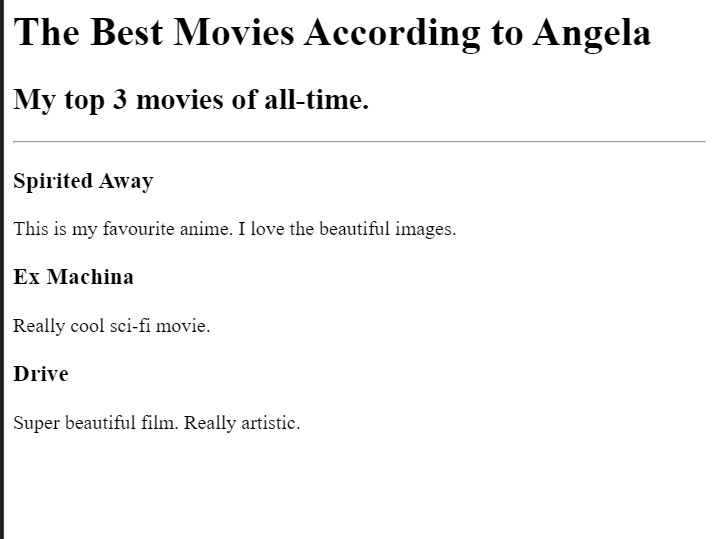 The Best Movies According to Angela
My top 3 movies of all-time.
Spirited Away
This is my favourite anime. I love the beautiful images.
Ex Machina
Really cool sci-fi movie.
Drive
Super beautiful film. Really artistic.